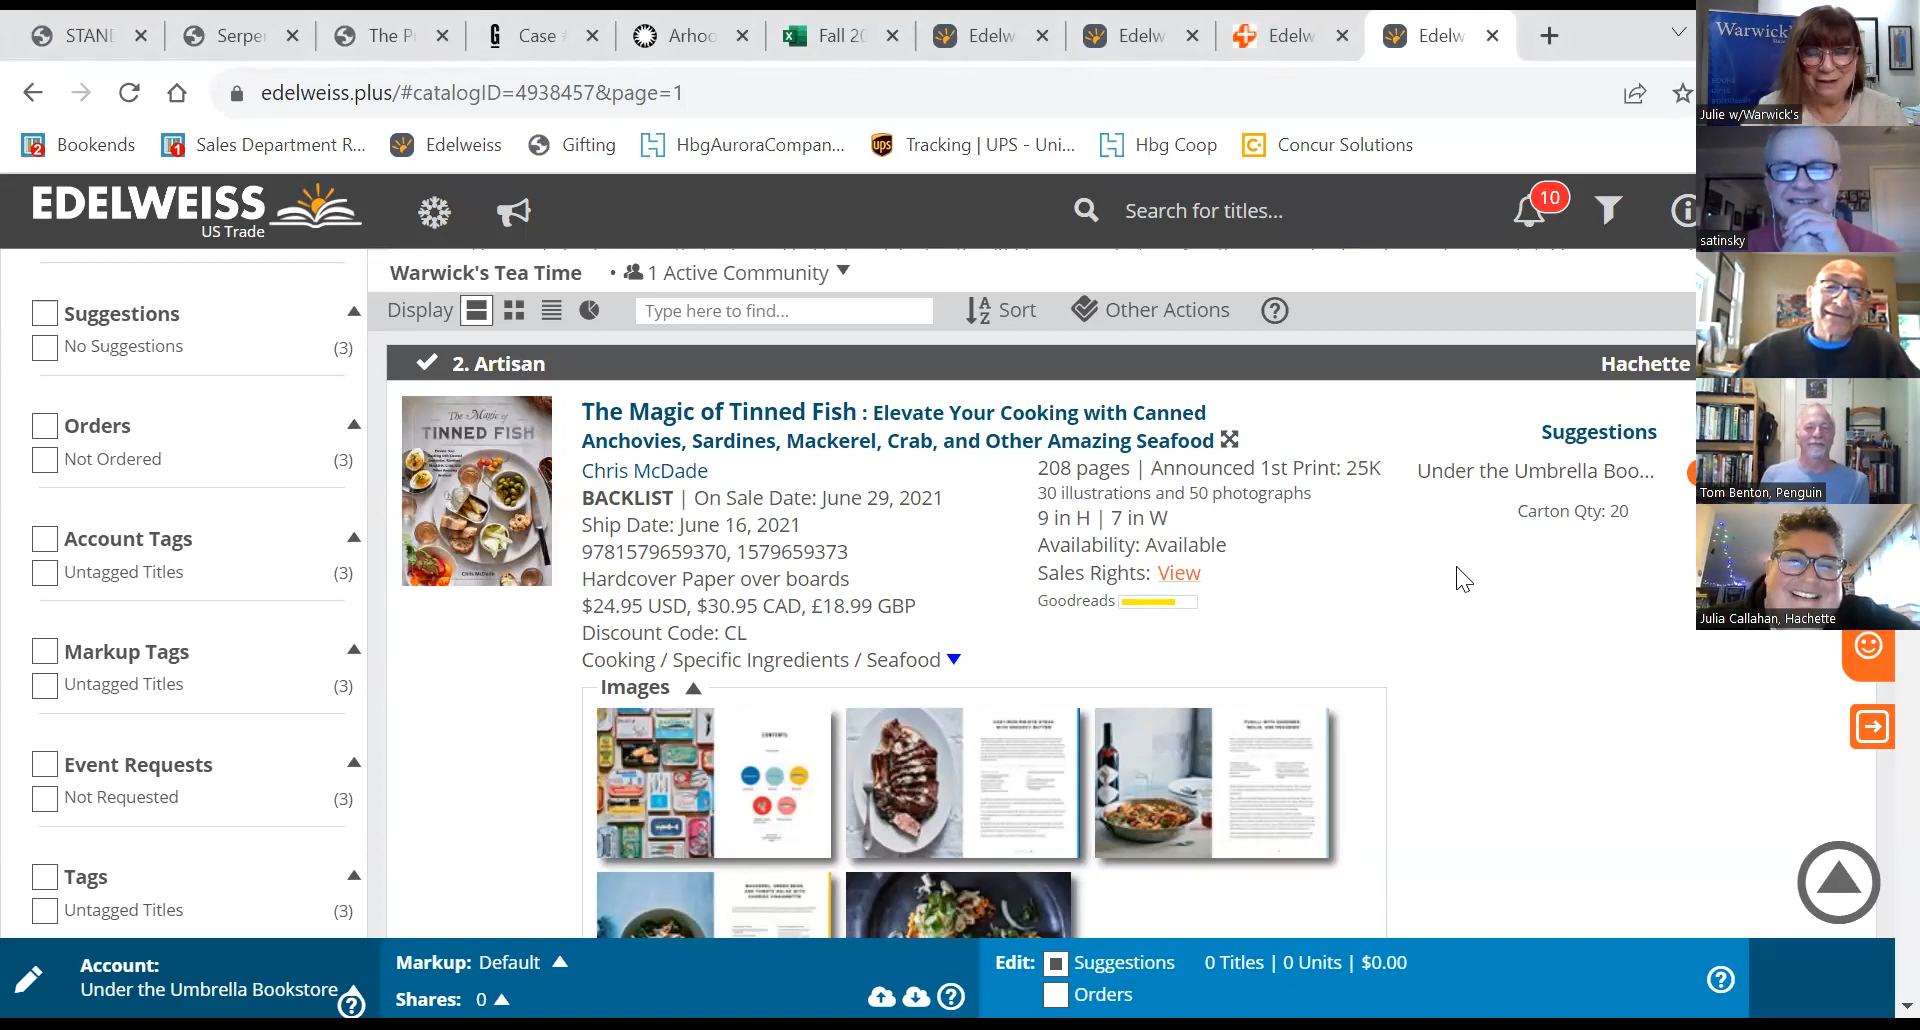 STAND
Serpe
The P
Case
Arhoo
Fall 20
Edelw
Edelw
Edelw
Edelw
edelweiss.plus/#catalogID=4938457&page=1
2 Bookends
1 Sales Department R...
Edelweiss
Gifting
HbgAuroraCompan...
ups Tracking | UPS - Uni...
Hbg Coop
Concur Solutions
EDELWEISS
US Trade
Search for titles...
10
Warwick's Tea Time • 1 Active Community
Display
Type here to find...
A Z Sort
Other Actions
2. Artisan
Hachette
Suggestions
No Suggestions (3)
Orders
Not Ordered (3)
Account Tags
Untagged Titles (3)
Markup Tags
Untagged Titles (3)
Event Requests
Not Requested (3)
Tags
Untagged Titles (3)
The Magic of
TINNED FISH
Chris McDade
The Magic of Tinned Fish : Elevate Your Cooking with Canned
Anchovies, Sardines, Mackerel, Crab, and Other Amazing Seafood
Chris McDade
BACKLIST | On Sale Date: June 29, 2021
Ship Date: June 16, 2021
9781579659370, 1579659373
Hardcover Paper over boards
$24.95 USD, $30.95 CAD, £18.99 GBP
Discount Code: CL
Cooking / Specific Ingredients / Seafood
208 pages | Announced 1st Print: 25K
30 illustrations and 50 photographs
9 in H | 7 in W
Availability: Available
Sales Rights: View
Goodreads
Suggestions
Under the Umbrella Boo...
Carton Qty: 20
Images
CONTENTS
Warwick's
Julie w/Warwick's
satinsky
Tom Benton, Penguin
Julia Callahan, Hachette
Account:
Under the Umbrella Bookstore
Markup: Default
Shares: 0
Edit: Suggestions
Orders
0 Titles | 0 Units | $0.00